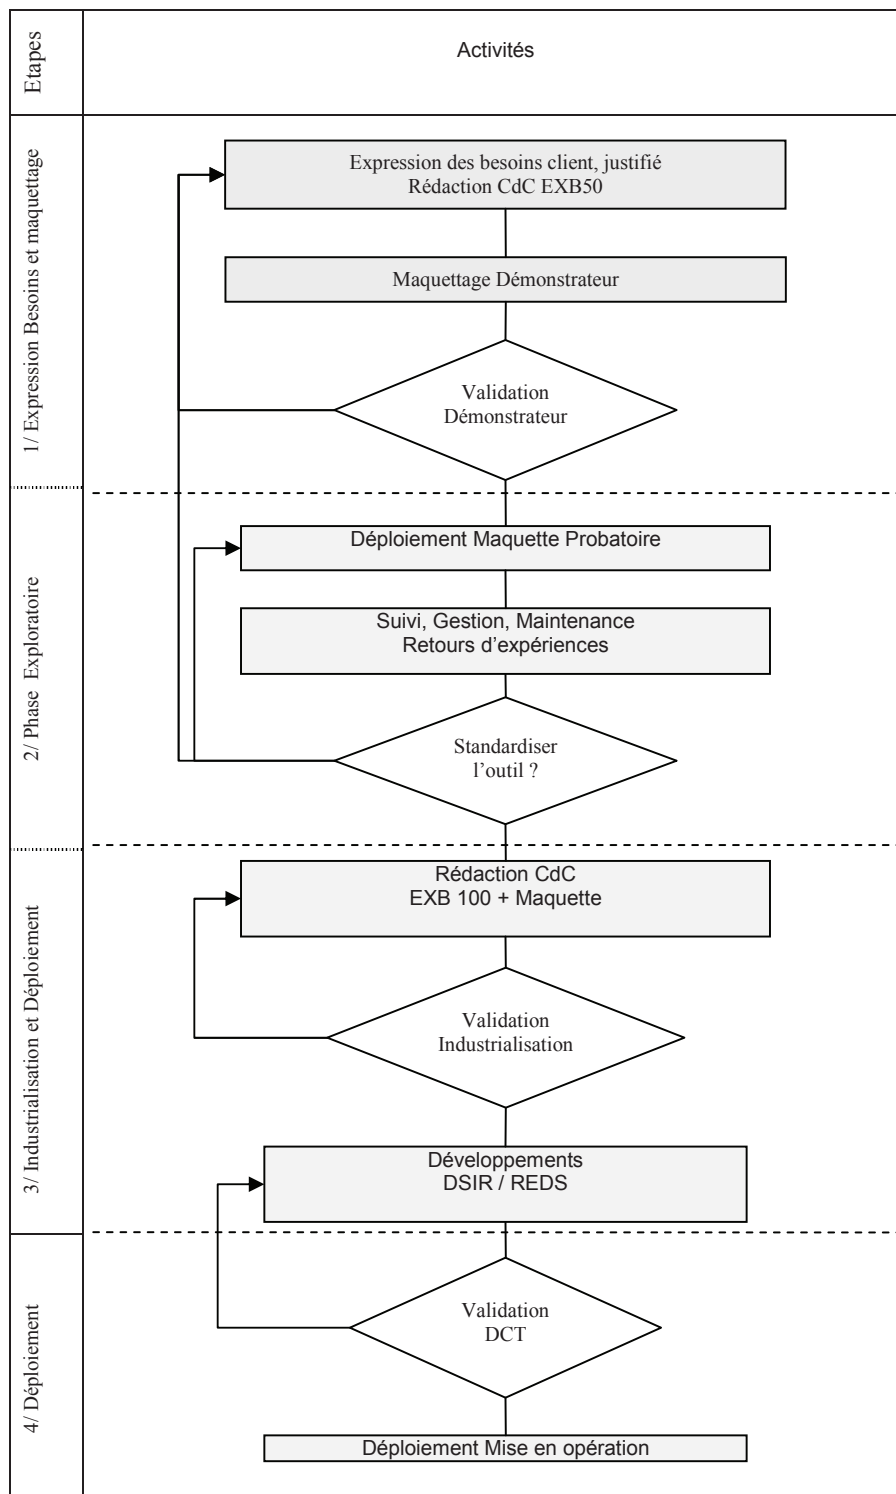 Etapes
Activités
1/ Expression Besoins et maquettage
Expression des besoins client, justifié
Rédaction CdC EXB50
Maquettage Démonstrateur
Validation
Démonstrateur
2/ Phase Exploratoire
Déploiement Maquette Probatoire
Suivi, Gestion, Maintenance
Retours d’expériences
Standardiser
l’outil ?
3/ Industrialisation et Déploiement
Rédaction CdC
EXB 100 + Maquette
Validation
Industrialisation
Développements
DSIR / REDS
4/ Déploiement
Validation
DCT
Déploiement Mise en opération